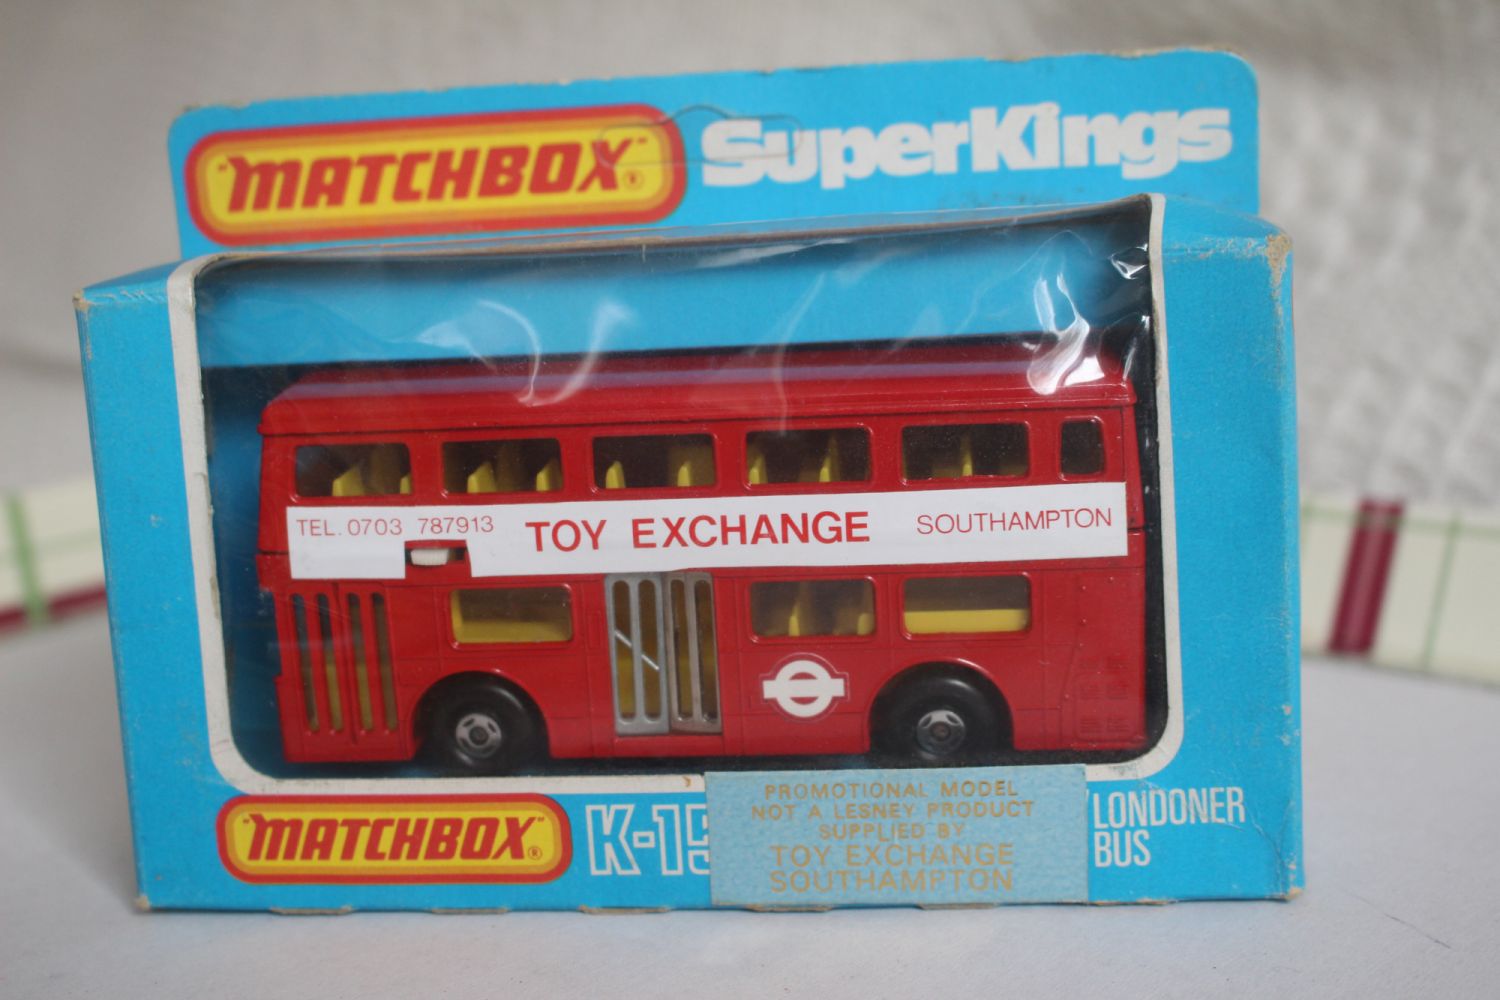 "MATCHBOX"® SuperKings
TEL. 0703 787913 TOY EXCHANGE SOUTHAMPTON
"MATCHBOX"® K-15
PROMOTIONAL MODEL
NOT A LESNEY PRODUCT
SUPPLIED BY
TOY EXCHANGE
SOUTHAMPTON
LONDONER
BUS